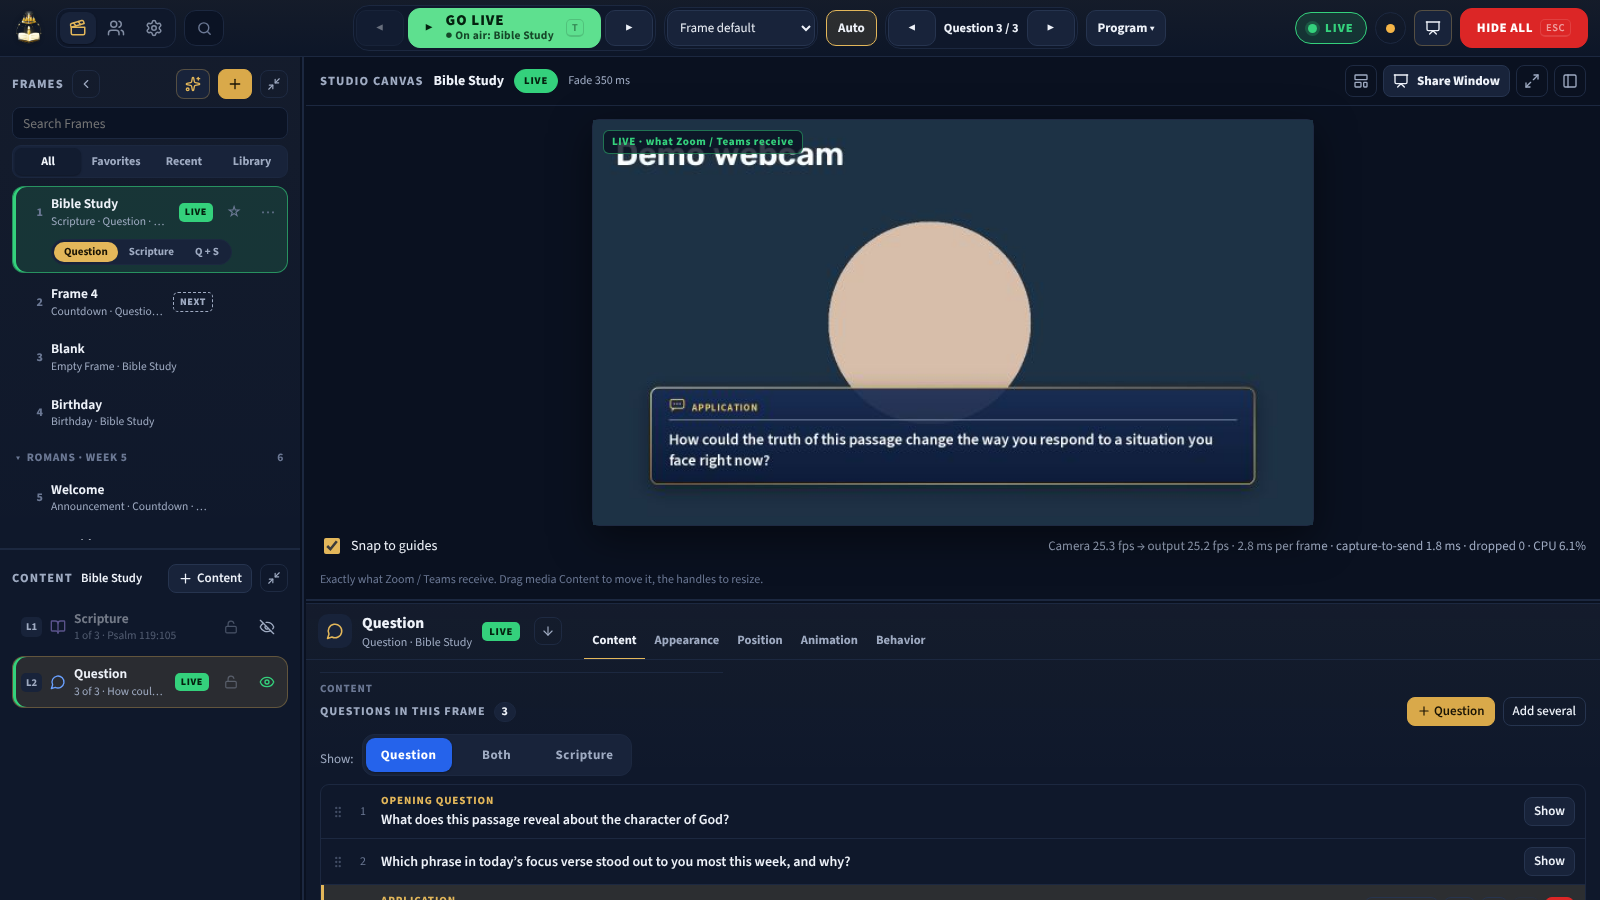 GO LIVE
On air: Bible Study
T
Frame default
Auto
Question 3 / 3
Program
LIVE
HIDE ALL
ESC
FRAMES
Search Frames
All
Favorites
Recent
Library
1
Bible Study
Scripture · Question · …
LIVE
Question
Scripture
Q + S
2
Frame 4
Countdown · Questio…
NEXT
3
Blank
Empty Frame · Bible Study
4
Birthday
Birthday · Bible Study
ROMANS · WEEK 5
6
5
Welcome
Announcement · Countdown · …
CONTENT Bible Study
+ Content
L1
Scripture
1 of 3 · Psalm 119:105
L2
Question
3 of 3 · How coul…
LIVE
STUDIO CANVAS Bible Study LIVE Fade 350 ms
Share Window
LIVE · what Zoom / Teams receive
Demo webcam
APPLICATION
How could the truth of this passage change the way you respond to a situation you
face right now?
Snap to guides
Camera 25.3 fps → output 25.2 fps · 2.8 ms per frame · capture-to-send 1.8 ms · dropped 0 · CPU 6.1%
Exactly what Zoom / Teams receive. Drag media Content to move it, the handles to resize.
Question
Question · Bible Study
LIVE
Content
Appearance
Position
Animation
Behavior
CONTENT
QUESTIONS IN THIS FRAME 3
+ Question
Add several
Show:
Question
Both
Scripture
OPENING QUESTION
1
What does this passage reveal about the character of God?
Show
2
Which phrase in today's focus verse stood out to you most this week, and why?
Show
APPLICATION